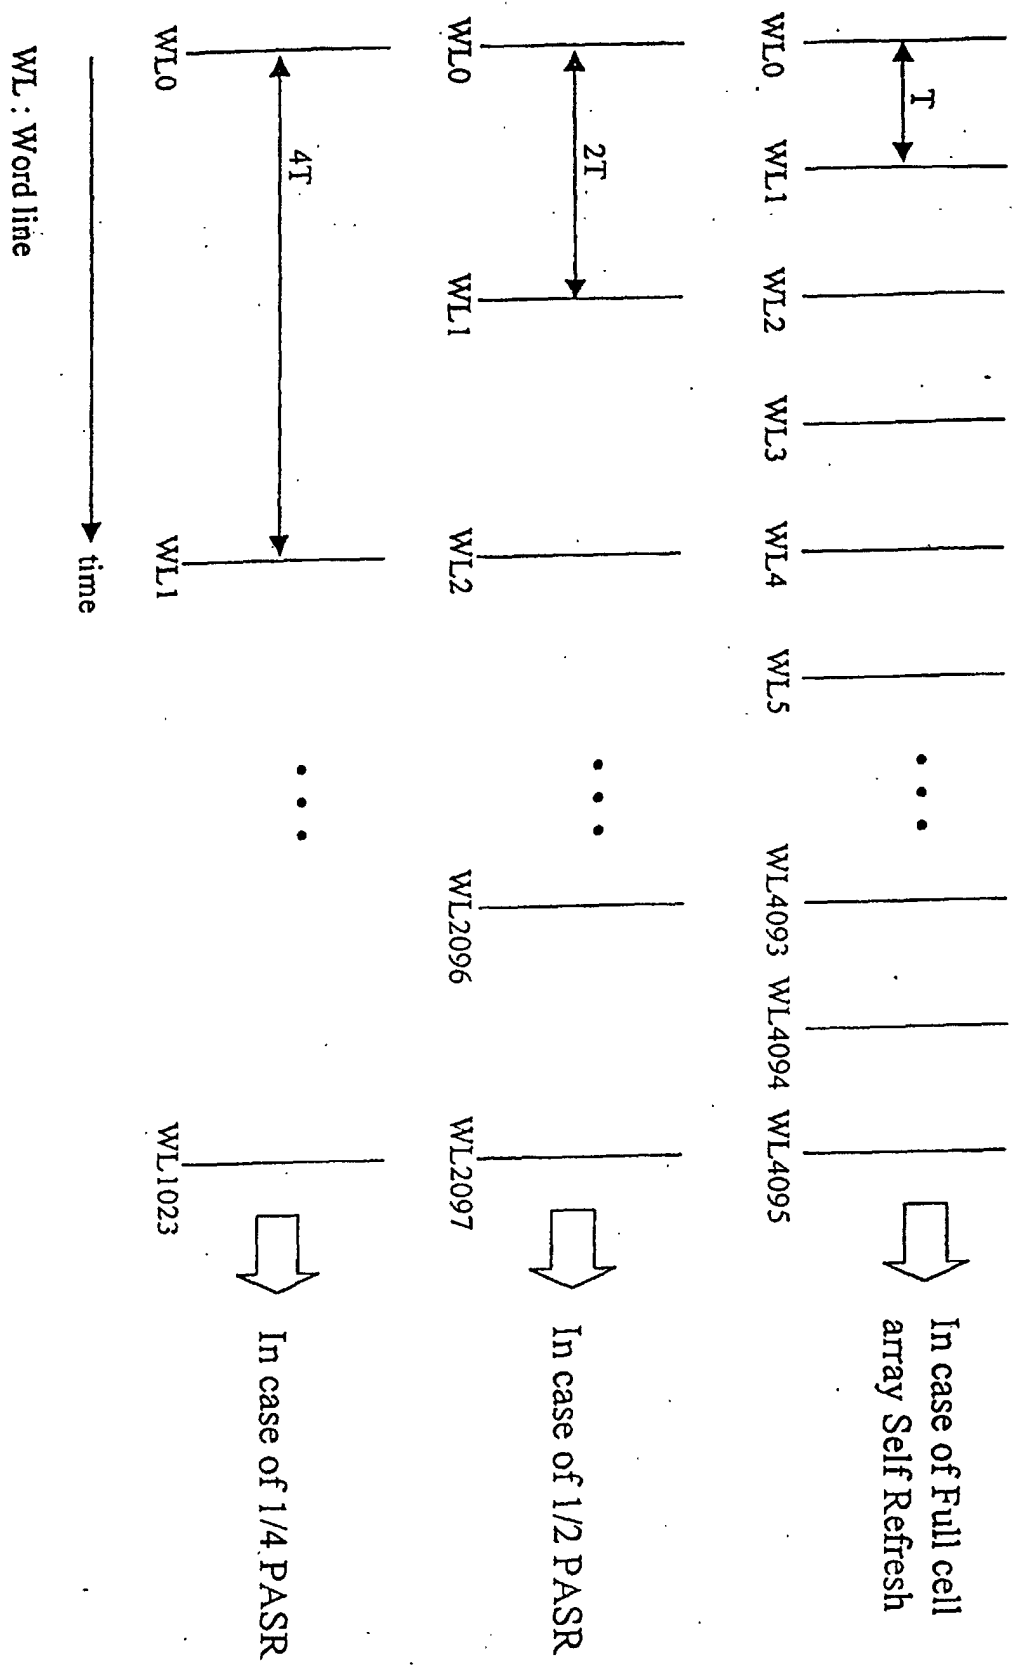 T
WL0 WL1 WL2 WL3 WL4 WL5 WL4093 WL4094 WL4095
In case of Full cell
array Self Refresh
2T
WL0 WL1 WL2 WL2096 WL2097
In case of 1/2 PASR
4T
WL0 WL1 WL1023
In case of 1/4 PASR
time
WL : Word line